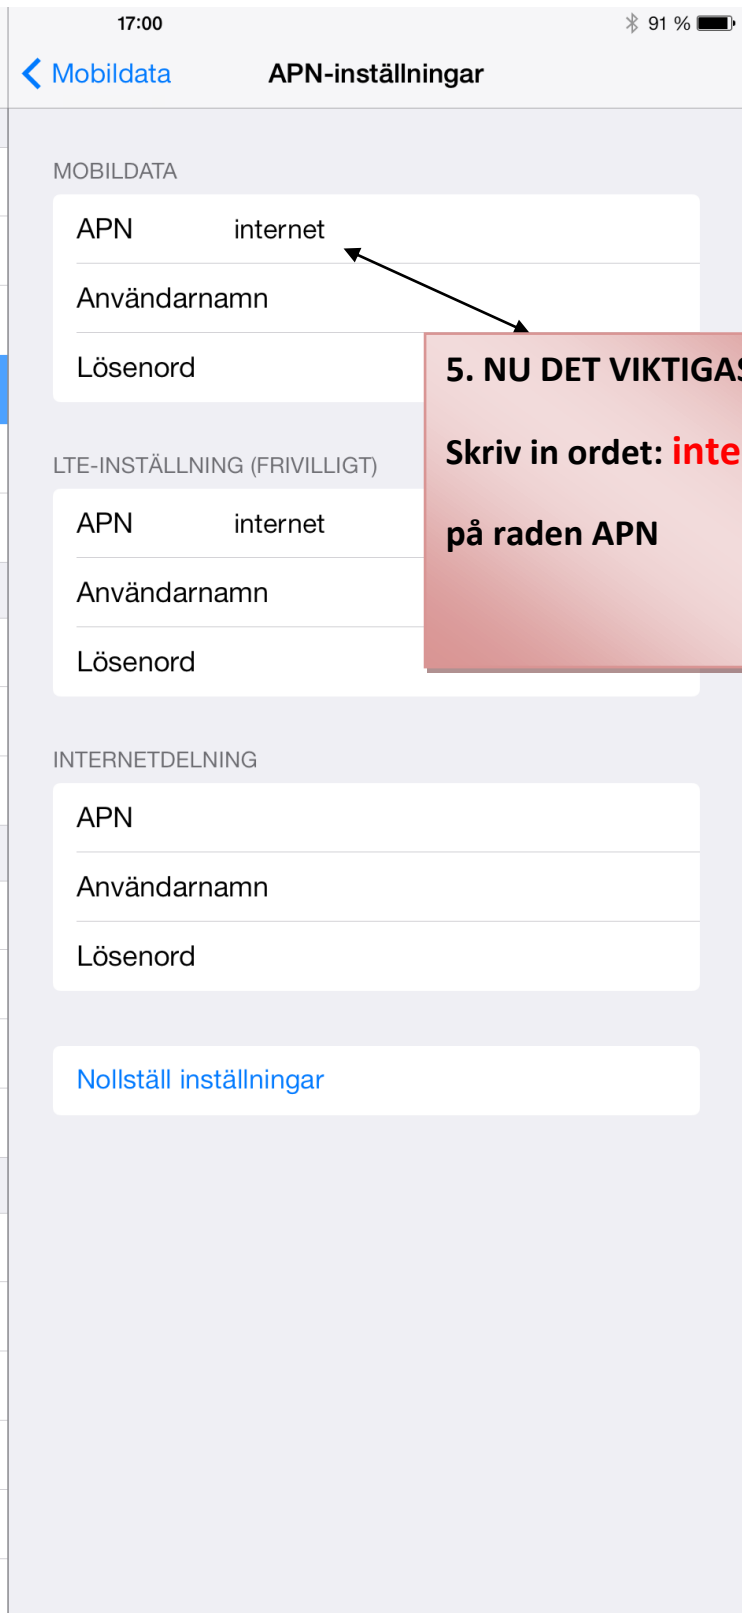 17:00 91 %
Mobildata APN-inställningar
MOBILDATA
APN internet
Användarnamn
Lösenord
5. NU DET VIKTIGAS
Skriv in ordet: inte
på raden APN
LTE-INSTÄLLNING (FRIVILLIGT)
APN internet
Användarnamn
Lösenord
INTERNETDELNING
APN
Användarnamn
Lösenord
Nollställ inställningar